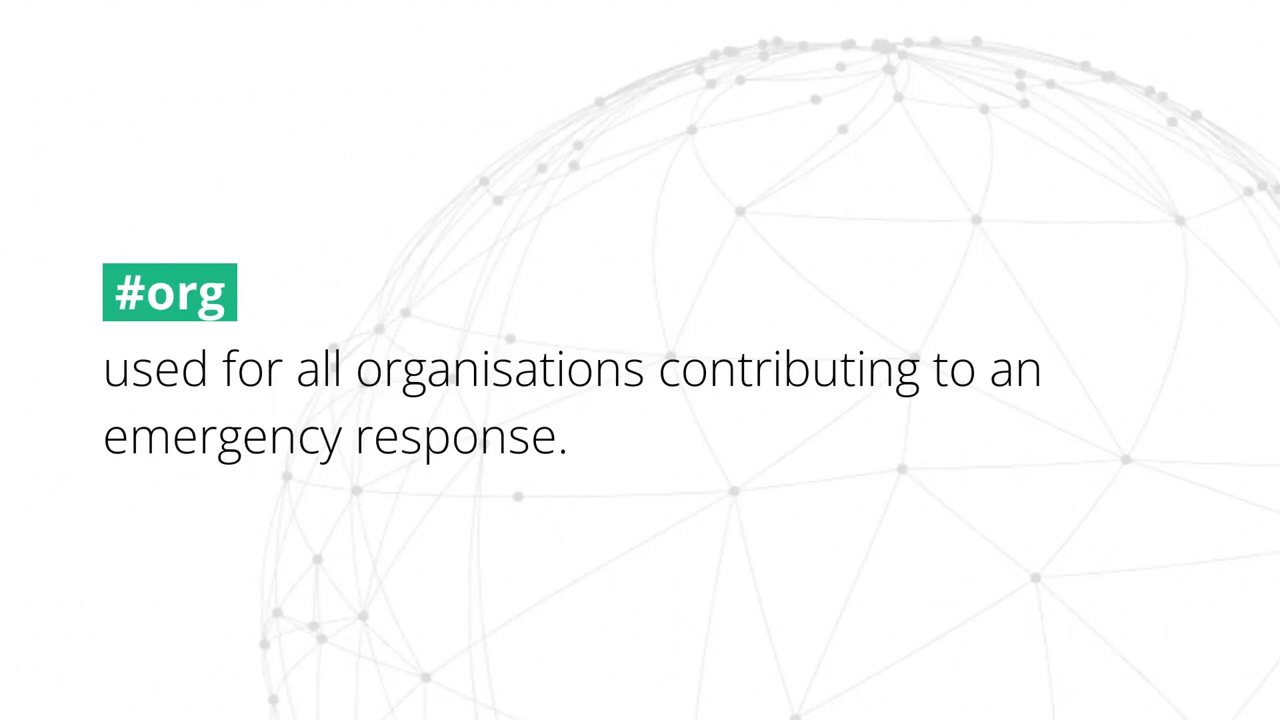 #org
used for all organisations contributing to an
emergency response.